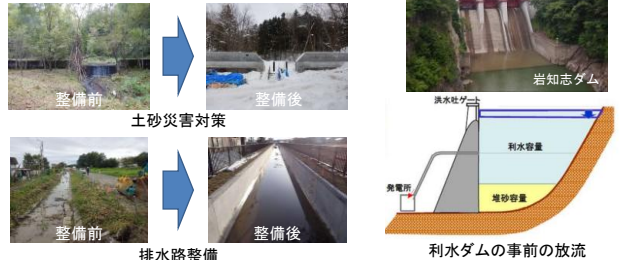 整備前
整備後
土砂災害対策
整備前
整備後
排水路整備
岩知志ダム
洪水吐ゲート
利水容量
発電所
堆砂容量
利水ダムの事前の放流